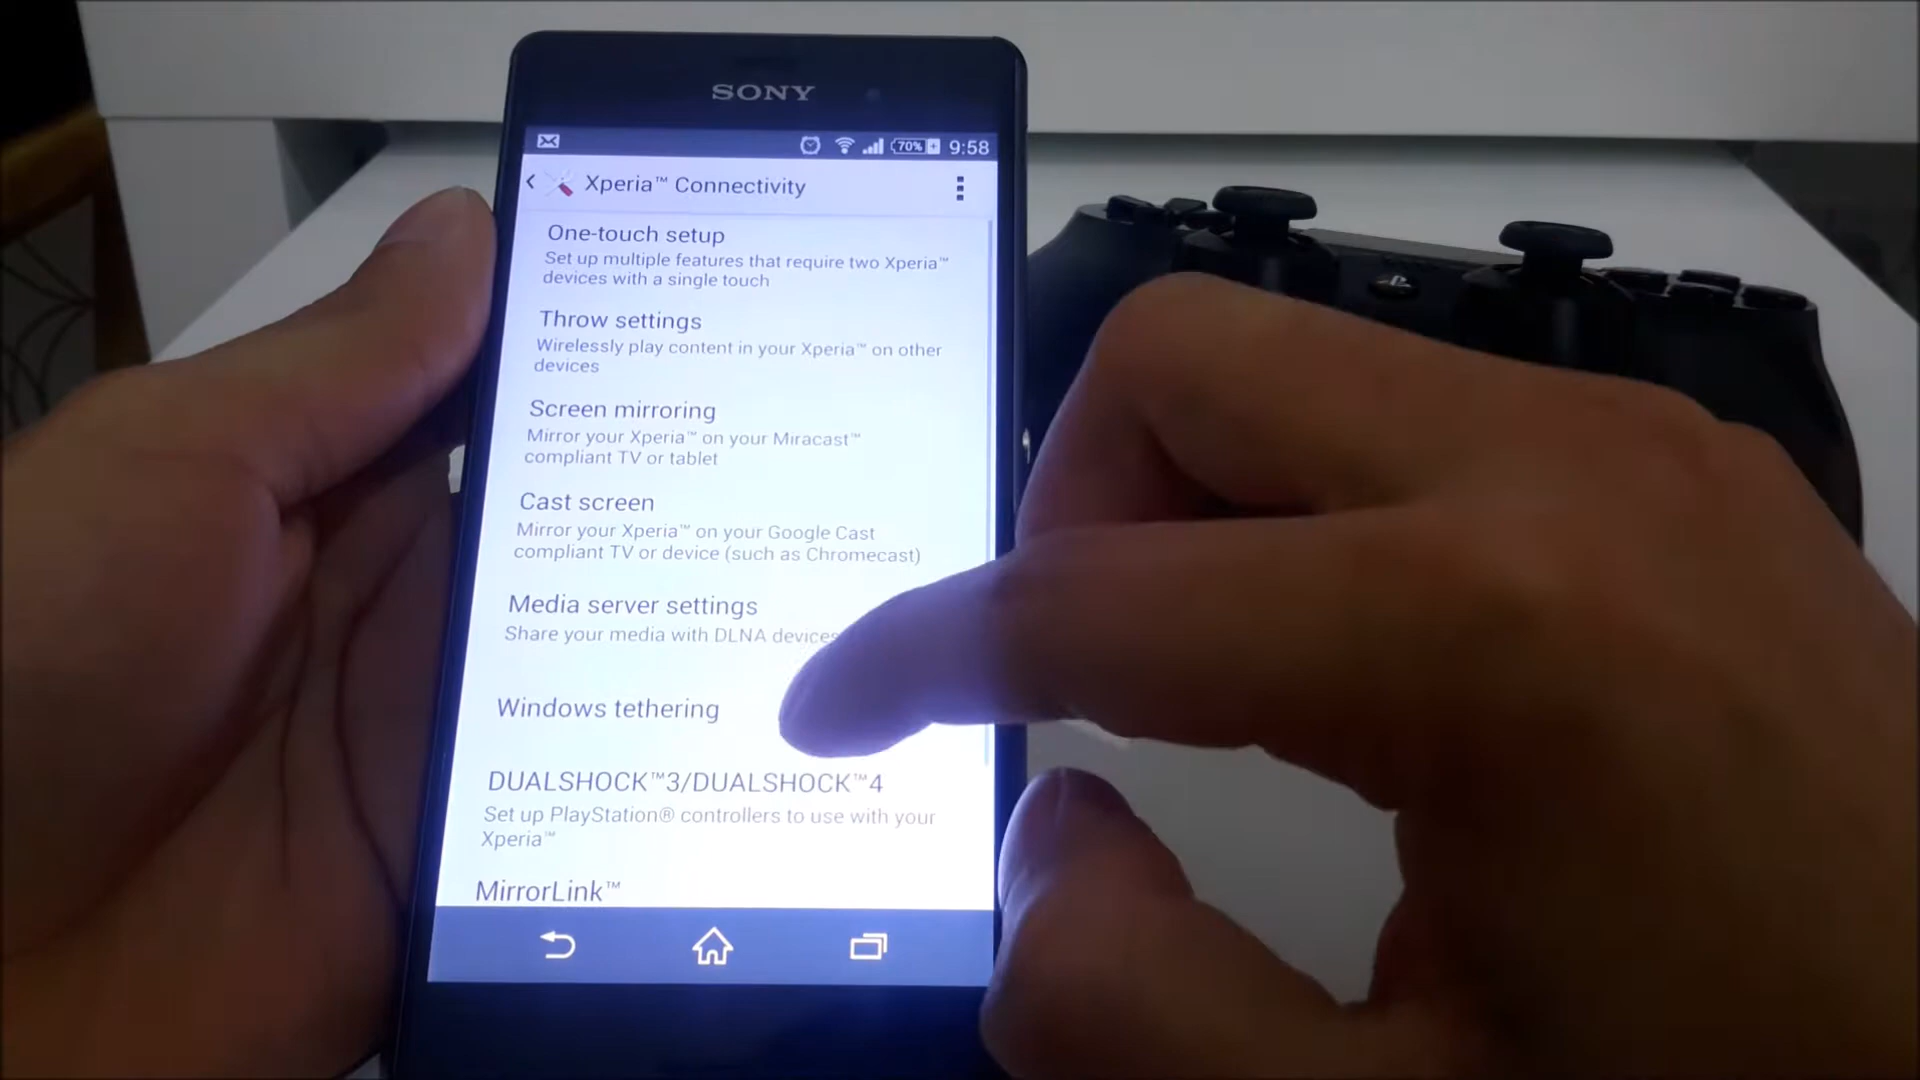 SONY
70%
9:58
Xperia™ Connectivity
One-touch setup
Set up multiple features that require two Xperia™
devices with a single touch
Throw settings
Wirelessly play content in your Xperia™ on other
devices
Screen mirroring
Mirror your Xperia™ on your Miracast™
compliant TV or tablet
Cast screen
Mirror your Xperia™ on your Google Cast
compliant TV or device (such as Chromecast)
Media server settings
Share your media with DLNA devices
Windows tethering
DUALSHOCK™3/DUALSHOCK™4
Set up PlayStation® controllers to use with your
Xperia™
MirrorLink™